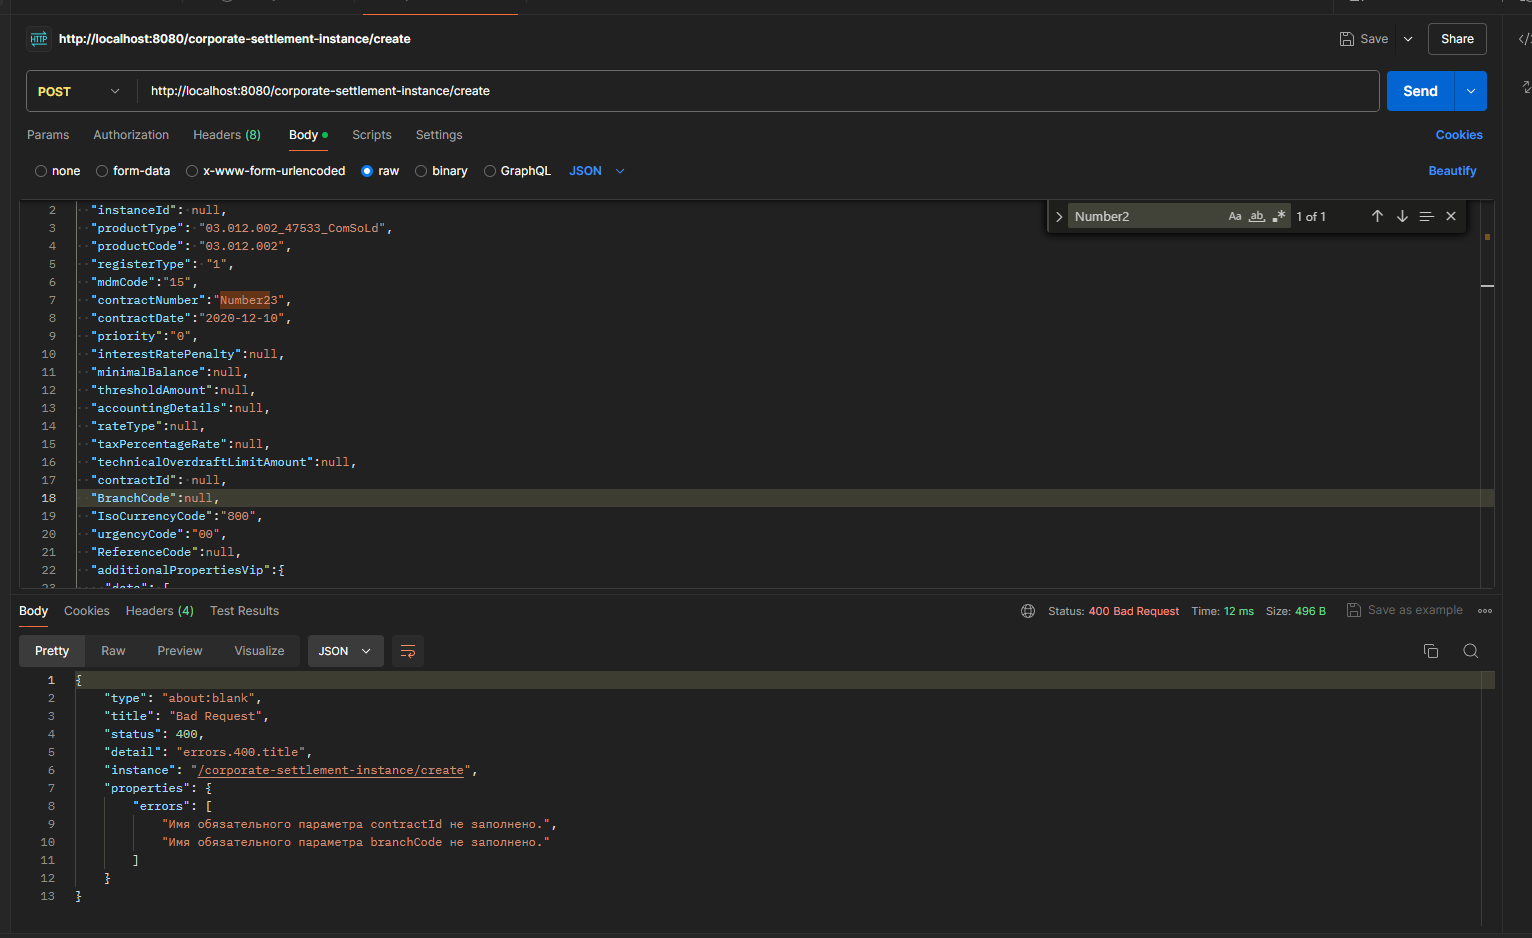 HTTP http://localhost:8080/corporate-settlement-instance/create Save Share
POST http://localhost:8080/corporate-settlement-instance/create Send
Params Authorization Headers (8) Body Scripts Settings Cookies
none form-data x-www-form-urlencoded raw binary GraphQL JSON Beautify
Number2 Aa ab .* 1 of 1
2 "instanceId": null,
3 "productType": "03.012.002_47533_ComSoLd",
4 "productCode": "03.012.002",
5 "registerType": "1",
6 "mdmCode":"15",
7 "contractNumber":"Number23",
8 "contractDate":"2020-12-10",
9 "priority":"0",
10 "interestRatePenalty":null,
11 "minimalBalance":null,
12 "thresholdAmount":null,
13 "accountingDetails":null,
14 "rateType":null,
15 "taxPercentageRate":null,
16 "technicalOverdraftLimitAmount":null,
17 "contractId": null,
18 "BranchCode":null,
19 "IsoCurrencyCode":"800",
20 "urgencyCode":"00",
21 "ReferenceCode":null,
22 "additionalPropertiesVip":{
23 "data": [
Body Cookies Headers (4) Test Results Status: 400 Bad Request Time: 12 ms Size: 496 B Save as example
Pretty Raw Preview Visualize JSON
1 {
2 "type": "about:blank",
3 "title": "Bad Request",
4 "status": 400,
5 "detail": "errors.400.title",
6 "instance": "/corporate-settlement-instance/create",
7 "properties": {
8 "errors": [
9 "Имя обязательного параметра contractId не заполнено.",
10 "Имя обязательного параметра branchCode не заполнено."
11 ]
12 }
13 }